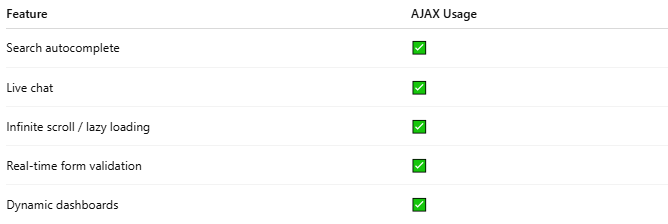 Feature AJAX Usage
Search autocomplete ✅
Live chat ✅
Infinite scroll / lazy loading ✅
Real-time form validation ✅
Dynamic dashboards ✅